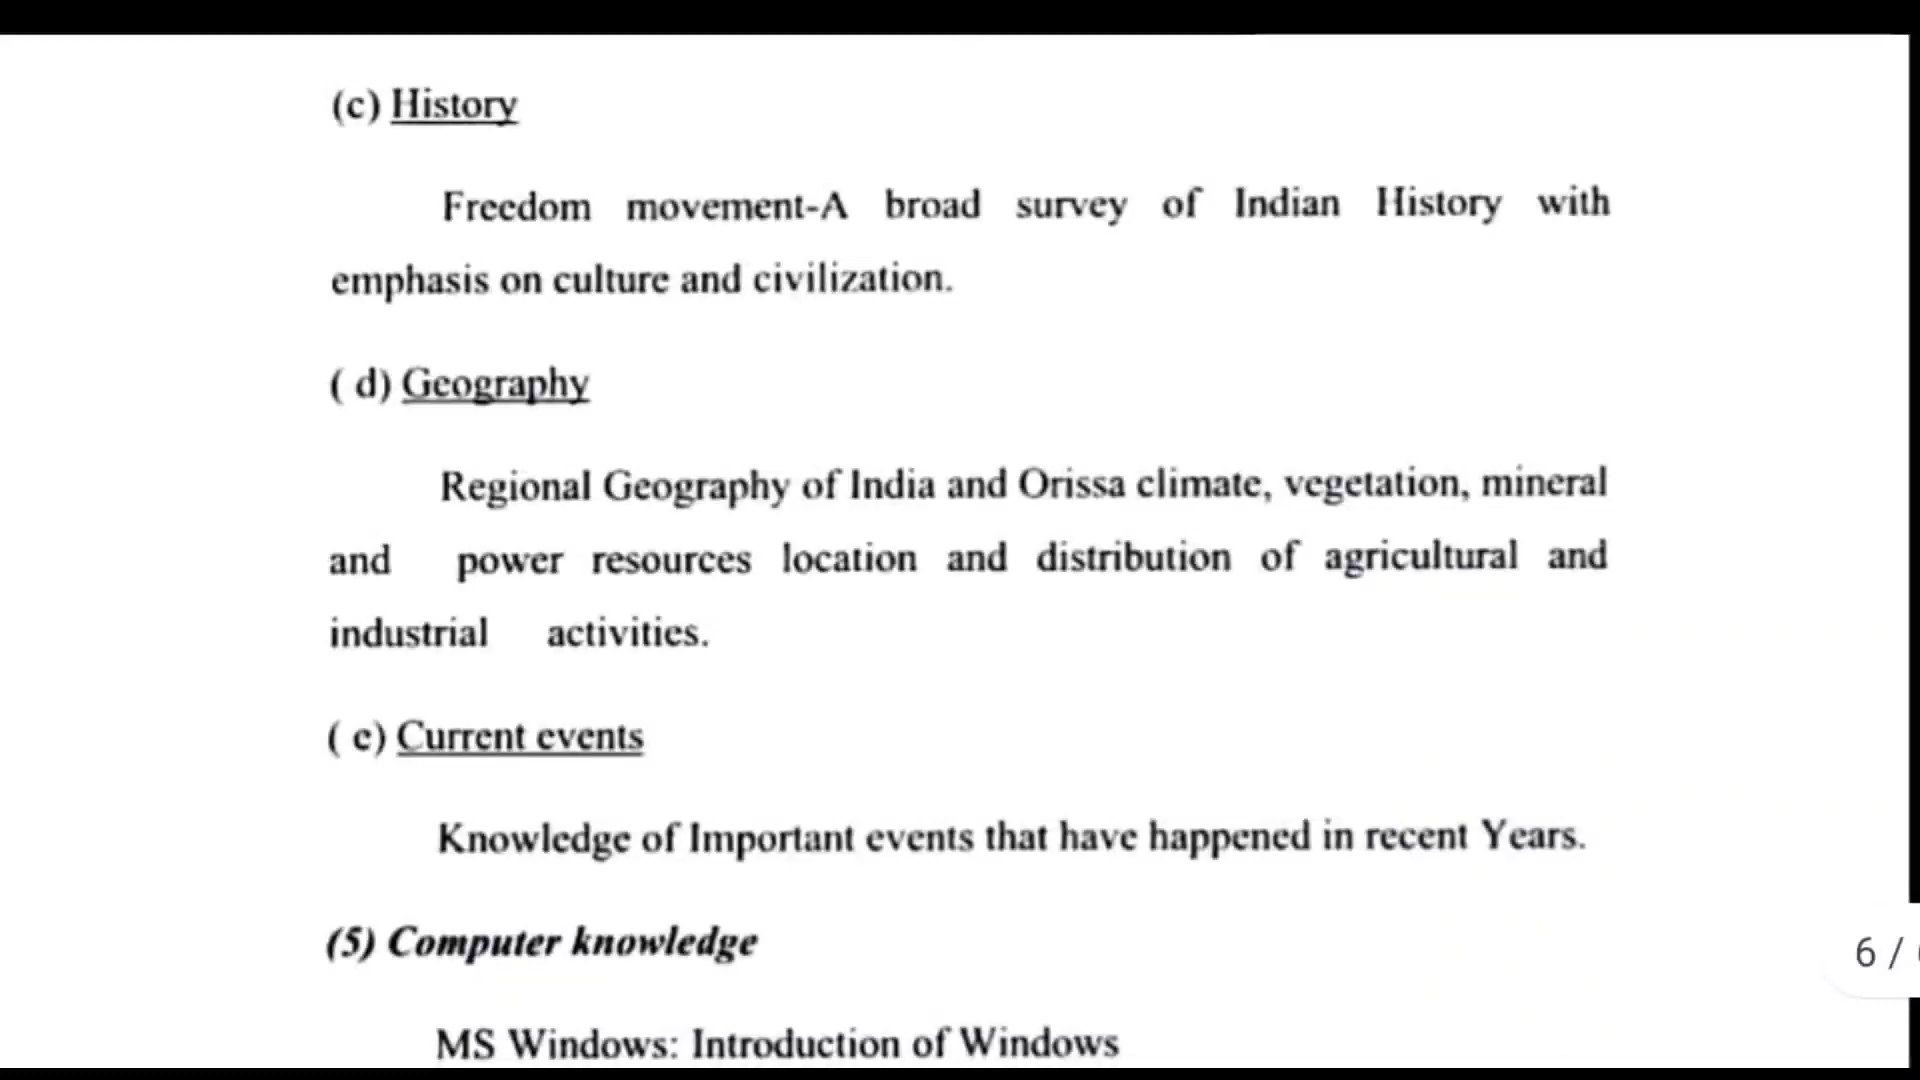 (c) History
Freedom movement-A broad survey of Indian History with
emphasis on culture and civilization.
( d) Geography
Regional Geography of India and Orissa climate, vegetation, mineral
and power resources location and distribution of agricultural and
industrial activities.
( e) Current events
Knowledge of Important events that have happened in recent Years.
(5) Computer knowledge
6 /
MS Windows: Introduction of Windows